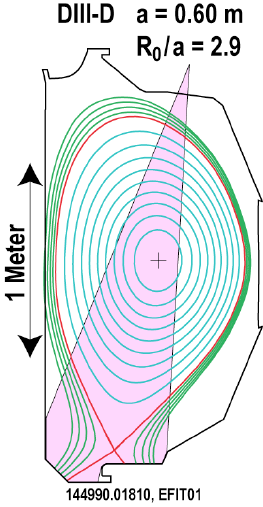 DIII-D a = 0.60 m
R₀/a = 2.9
1 Meter
144990.01810, EFIT01